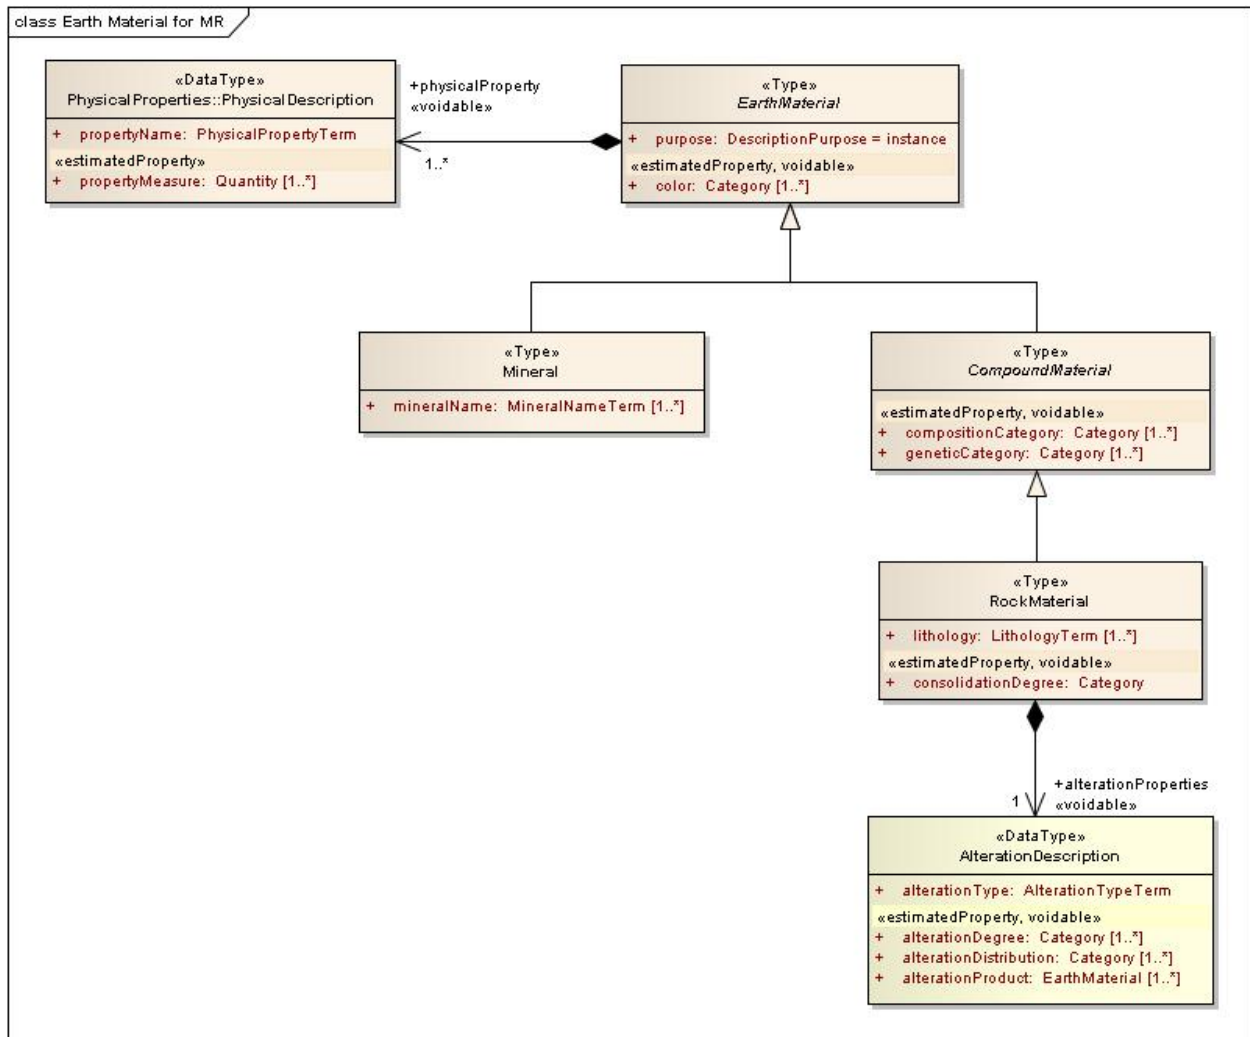 class Earth Material for MR
«DataType»
PhysicalProperties::PhysicalDescription
+ propertyName: PhysicalPropertyTerm
«estimatedProperty»
+ propertyMeasure: Quantity [1..*]
+physicalProperty
«voidable»
1..*
«Type»
EarthMaterial
+ purpose: DescriptionPurpose = instance
«estimatedProperty, voidable»
+ color: Category [1..*]
«Type»
Mineral
+ mineralName: MineralNameTerm [1..*]
«Type»
CompoundMaterial
«estimatedProperty, voidable»
+ compositionCategory: Category [1..*]
+ geneticCategory: Category [1..*]
«Type»
RockMaterial
+ lithology: LithologyTerm [1..*]
«estimatedProperty, voidable»
+ consolidationDegree: Category
+alterationProperties
1 «voidable»
«DataType»
AlterationDescription
+ alterationType: AlterationTypeTerm
«estimatedProperty, voidable»
+ alterationDegree: Category [1..*]
+ alterationDistribution: Category [1..*]
+ alterationProduct: EarthMaterial [1..*]